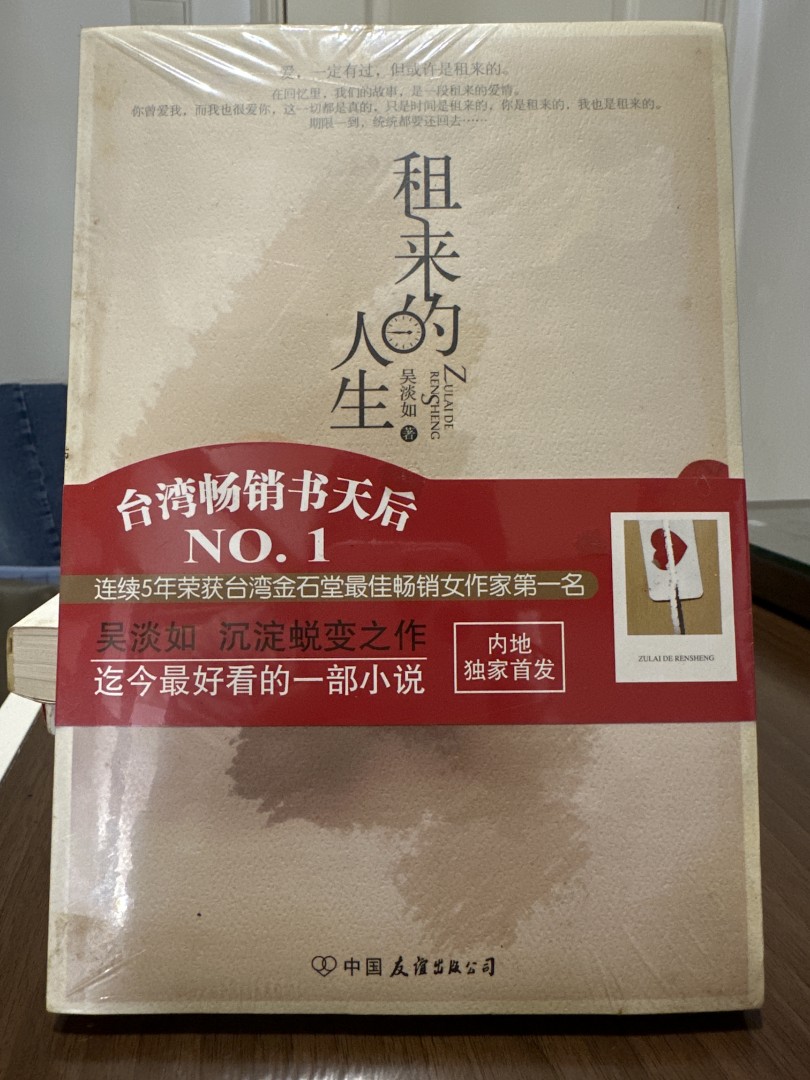 爱，一定有过，但或许是租来的。
在回忆里，我们的故事，是一段租来的爱情。
你曾爱我，而我也很爱你，这一切都是真的，只是时间是租来的，你是租来的，我也是租来的。
期限一到，统统都要还回去……
租来的
人生
ZULAI DE
RENSHENG
吴淡如 著
台湾畅销书天后
NO. 1
连续5年荣获台湾金石堂最佳畅销女作家第一名
吴淡如 沉淀蜕变之作
迄今最好看的一部小说
内地
独家首发
ZULAI DE RENSHENG
中国友谊出版公司